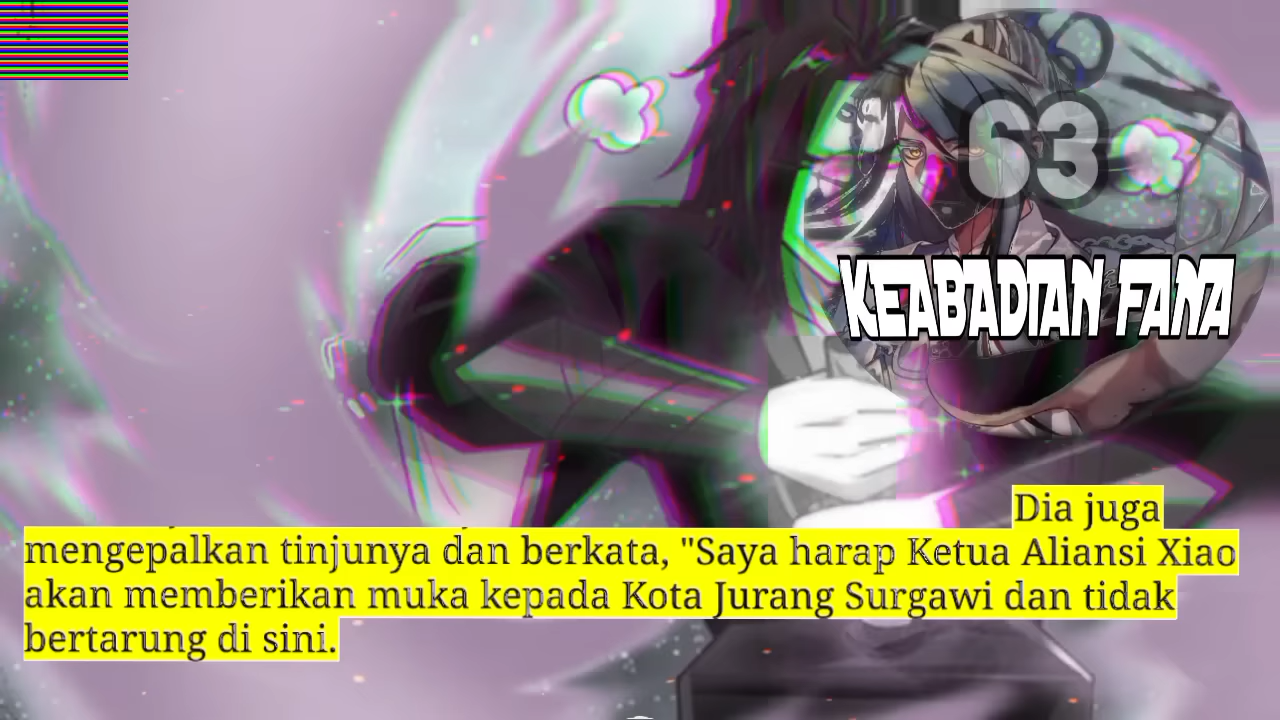 63
KEABADIAN FANA
Dia juga
mengepalkan tinjunya dan berkata, "Saya harap Ketua Aliansi Xiao
akan memberikan muka kepada Kota Jurang Surgawi dan tidak
bertarung di sini.